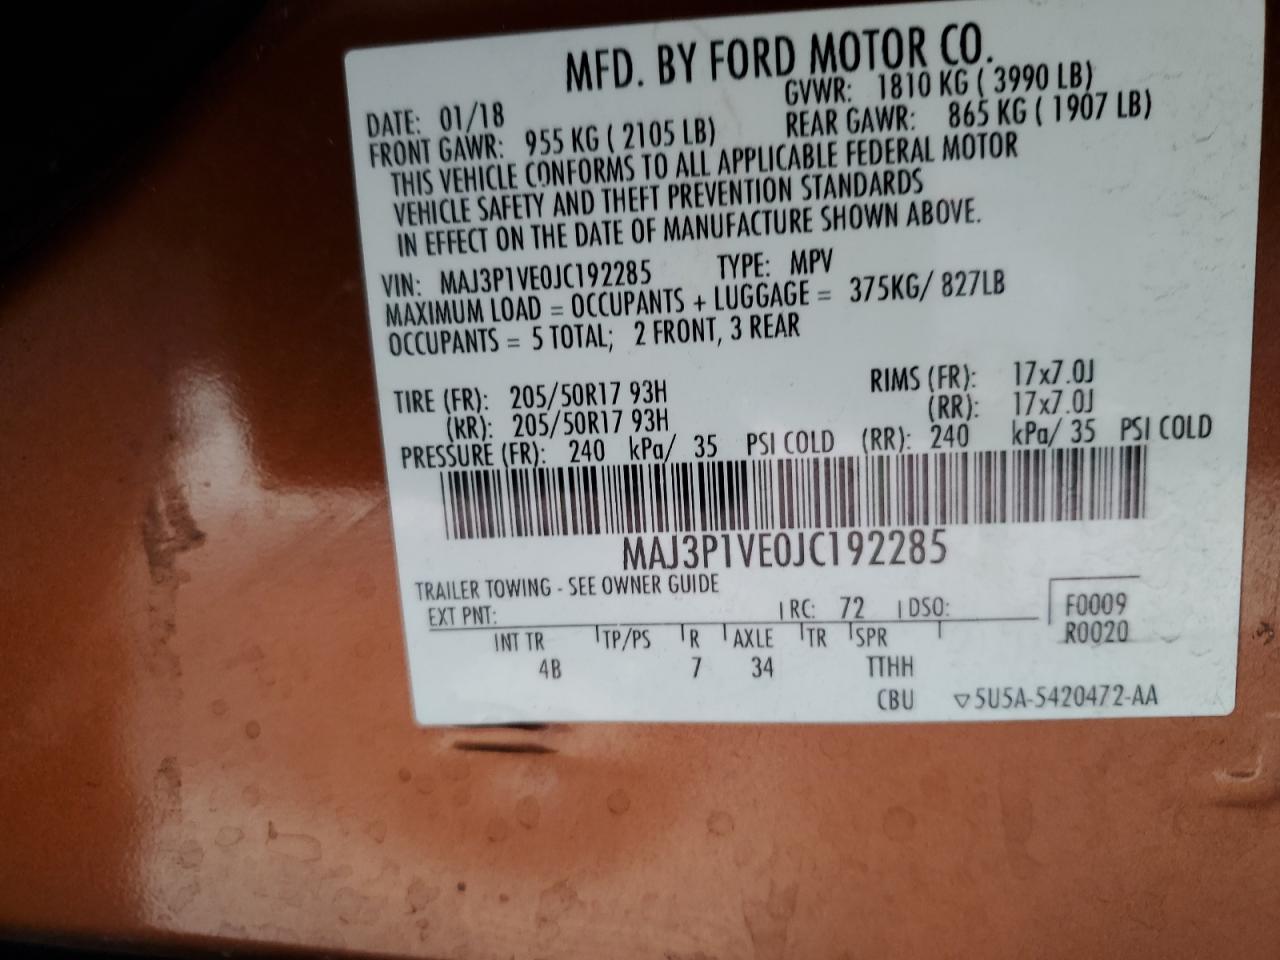 MFD. BY FORD MOTOR CO.
DATE: 01/18 GVWR: 1810 KG ( 3990 LB)
FRONT GAWR: 955 KG ( 2105 LB) REAR GAWR: 865 KG ( 1907 LB)
THIS VEHICLE CONFORMS TO ALL APPLICABLE FEDERAL MOTOR
VEHICLE SAFETY AND THEFT PREVENTION STANDARDS
IN EFFECT ON THE DATE OF MANUFACTURE SHOWN ABOVE.
VIN: MAJ3P1VE0JC192285 TYPE: MPV
MAXIMUM LOAD = OCCUPANTS + LUGGAGE = 375KG/ 827LB
OCCUPANTS = 5 TOTAL; 2 FRONT, 3 REAR
TIRE (FR): 205/50R17 93H RIMS (FR): 17x7.0J
(RR): 205/50R17 93H (RR): 17x7.0J
PRESSURE (FR): 240 kPa/ 35 PSI COLD (RR): 240 kPa/ 35 PSI COLD
MAJ3P1VE0JC192285
TRAILER TOWING - SEE OWNER GUIDE
EXT PNT: RC: 72 DSO: F0009
R0020
INT TR TP/PS R AXLE TR SPR
4B 7 34 TTHH
CBU ▽5U5A-5420472-AA